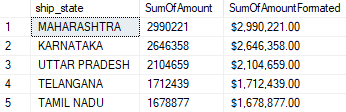 ship_state SumOfAmount SumOfAmountFormated
1 MAHARASHTRA 2990221 $2,990,221.00
2 KARNATAKA 2646358 $2,646,358.00
3 UTTAR PRADESH 2104659 $2,104,659.00
4 TELANGANA 1712439 $1,712,439.00
5 TAMIL NADU 1678877 $1,678,877.00